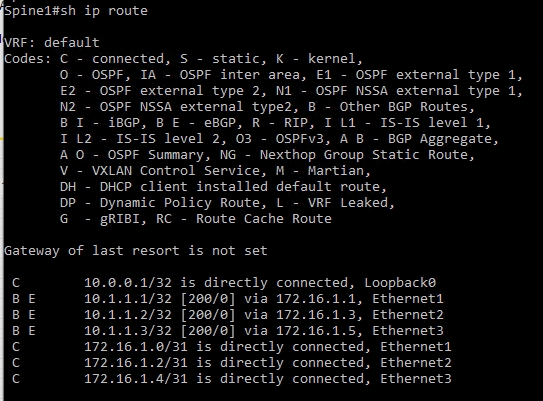 Spine1#sh ip route
VRF: default
Codes: C - connected, S - static, K - kernel,
O - OSPF, IA - OSPF inter area, E1 - OSPF external type 1,
E2 - OSPF external type 2, N1 - OSPF NSSA external type 1,
N2 - OSPF NSSA external type2, B - Other BGP Routes,
B I - iBGP, B E - eBGP, R - RIP, I L1 - IS-IS level 1,
I L2 - IS-IS level 2, O3 - OSPFv3, A B - BGP Aggregate,
A O - OSPF Summary, NG - Nexthop Group Static Route,
V - VXLAN Control Service, M - Martian,
DH - DHCP client installed default route,
DP - Dynamic Policy Route, L - VRF Leaked,
G  - gRIBI, RC - Route Cache Route
Gateway of last resort is not set
C        10.0.0.1/32 is directly connected, Loopback0
B E      10.1.1.1/32 [200/0] via 172.16.1.1, Ethernet1
B E      10.1.1.2/32 [200/0] via 172.16.1.3, Ethernet2
B E      10.1.1.3/32 [200/0] via 172.16.1.5, Ethernet3
C        172.16.1.0/31 is directly connected, Ethernet1
C        172.16.1.2/31 is directly connected, Ethernet2
C        172.16.1.4/31 is directly connected, Ethernet3